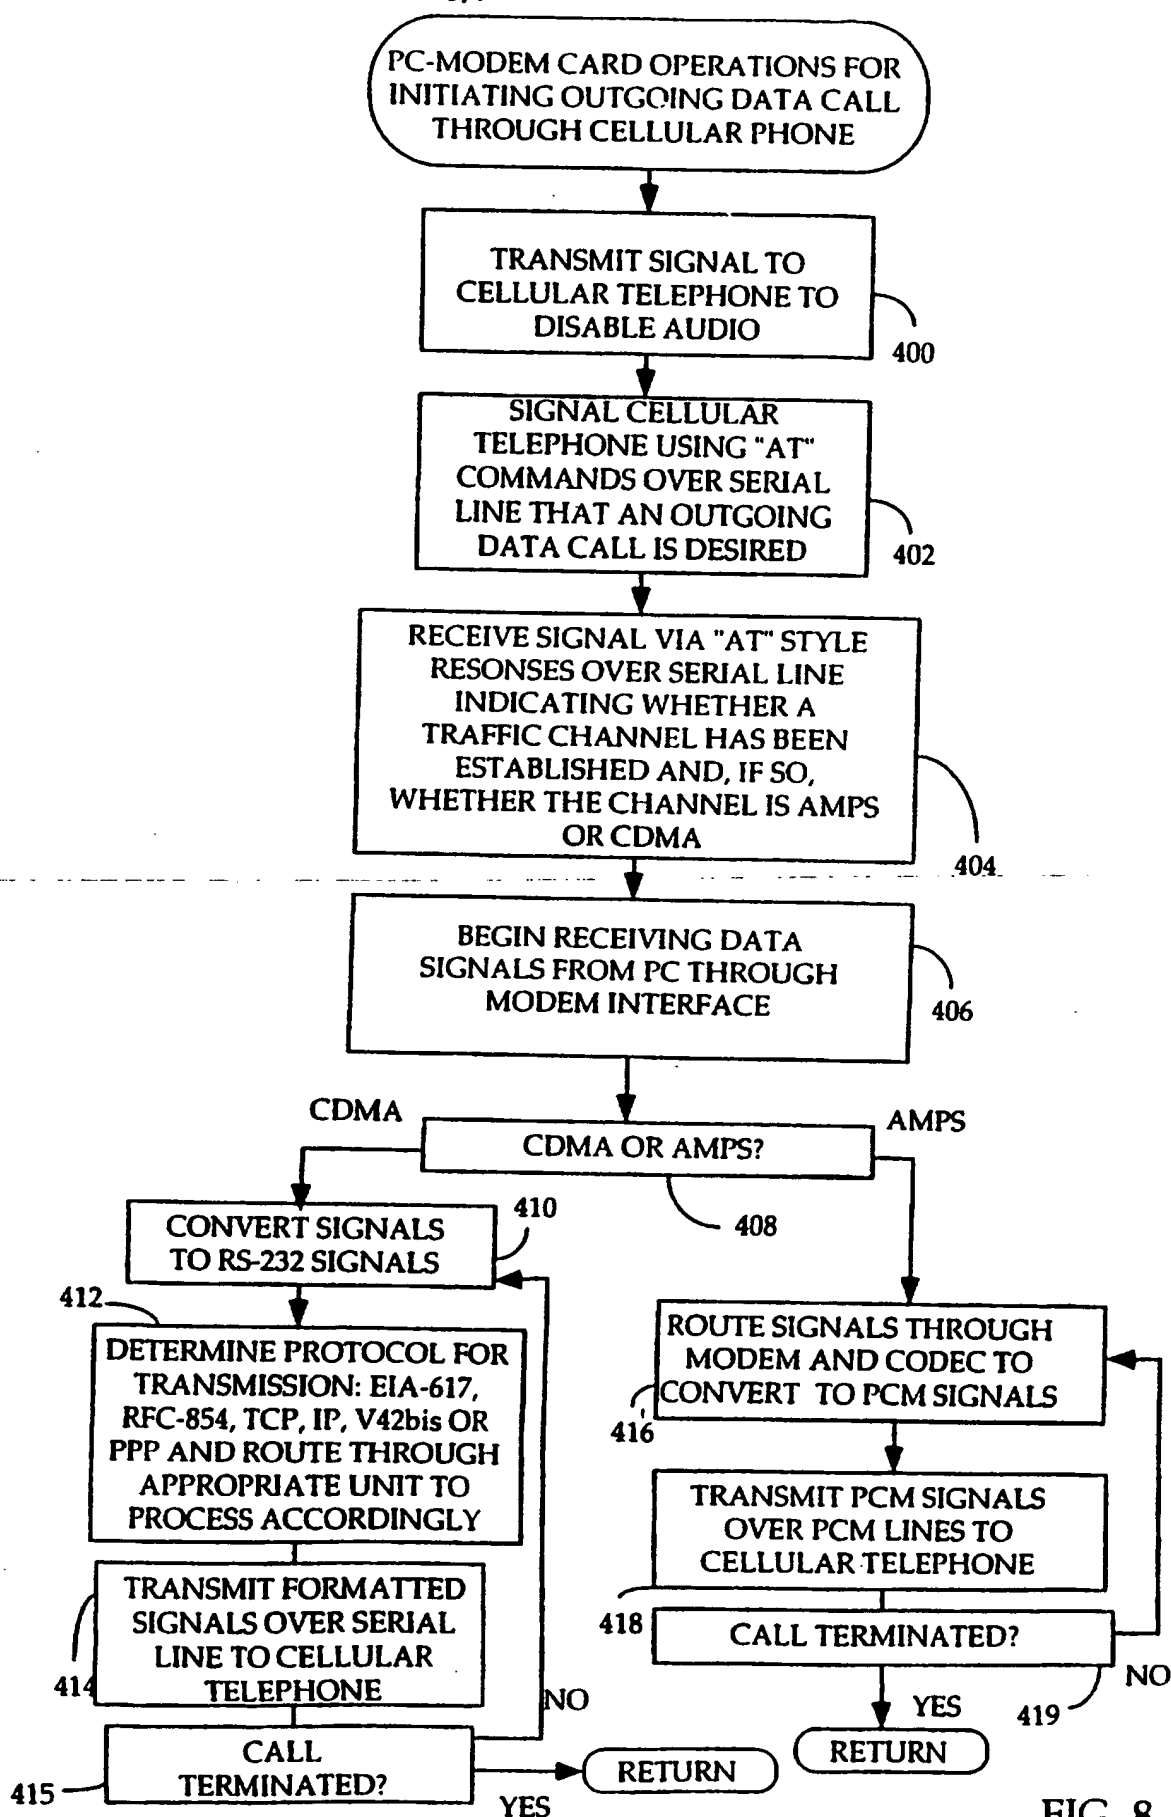 PC-MODEM CARD OPERATIONS FOR
INITIATING OUTGOING DATA CALL
THROUGH CELLULAR PHONE
TRANSMIT SIGNAL TO
CELLULAR TELEPHONE TO
DISABLE AUDIO
400
SIGNAL CELLULAR
TELEPHONE USING "AT"
COMMANDS OVER SERIAL
LINE THAT AN OUTGOING
DATA CALL IS DESIRED
402
RECEIVE SIGNAL VIA "AT" STYLE
RESONSES OVER SERIAL LINE
INDICATING WHETHER A
TRAFFIC CHANNEL HAS BEEN
ESTABLISHED AND, IF SO,
WHETHER THE CHANNEL IS AMPS
OR CDMA
404
BEGIN RECEIVING DATA
SIGNALS FROM PC THROUGH
MODEM INTERFACE
406
CDMA
CDMA OR AMPS?
AMPS
408
CONVERT SIGNALS
TO RS-232 SIGNALS
410
412
DETERMINE PROTOCOL FOR
TRANSMISSION: EIA-617,
RFC-854, TCP, IP, V42bis OR
PPP AND ROUTE THROUGH
APPROPRIATE UNIT TO
PROCESS ACCORDINGLY
TRANSMIT FORMATTED
SIGNALS OVER SERIAL
LINE TO CELLULAR
TELEPHONE
414
NO
CALL
TERMINATED?
415
YES
RETURN
ROUTE SIGNALS THROUGH
MODEM AND CODEC TO
CONVERT TO PCM SIGNALS
416
TRANSMIT PCM SIGNALS
OVER PCM LINES TO
CELLULAR TELEPHONE
418
CALL TERMINATED?
NO
419
YES
RETURN
FIG. 8